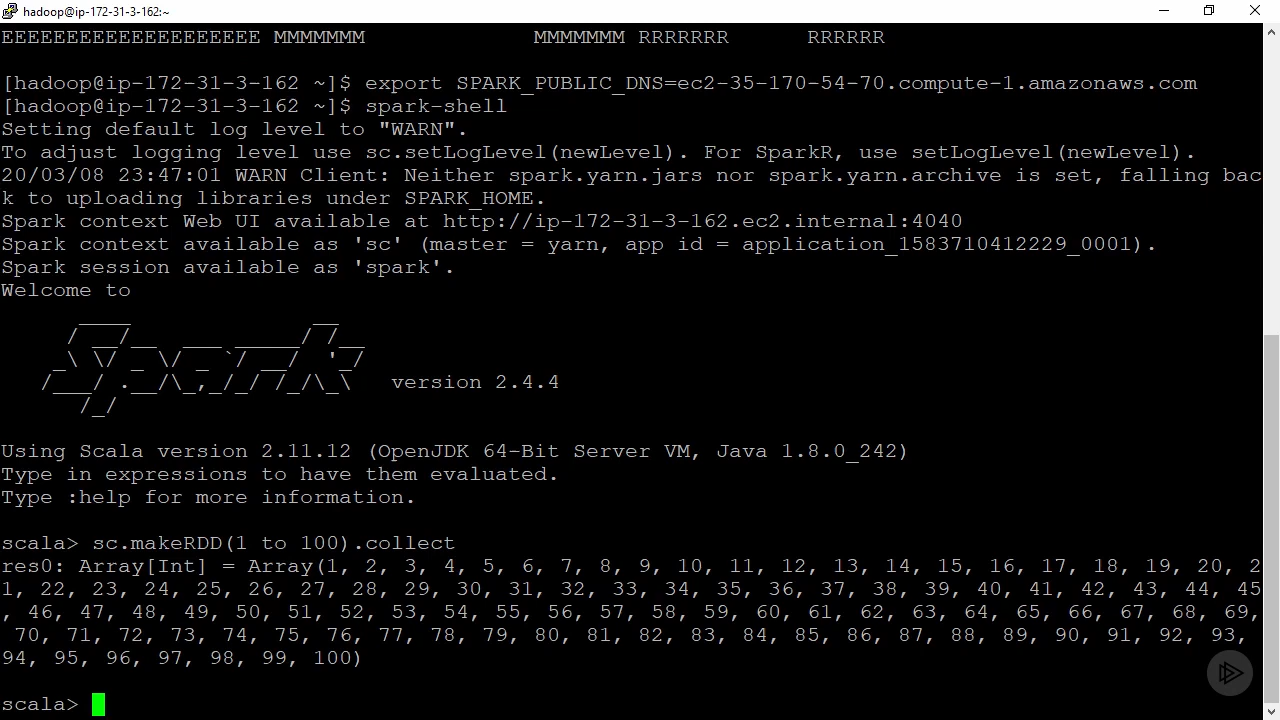 hadoop@ip-172-31-3-162:~
EEEEEEEEEEEEEEEEEEEE MMMMMMM             MMMMMMM RRRRRRR      RRRRRR
[hadoop@ip-172-31-3-162 ~]$ export SPARK_PUBLIC_DNS=ec2-35-170-54-70.compute-1.amazonaws.com
[hadoop@ip-172-31-3-162 ~]$ spark-shell
Setting default log level to "WARN".
To adjust logging level use sc.setLogLevel(newLevel). For SparkR, use setLogLevel(newLevel).
20/03/08 23:47:01 WARN Client: Neither spark.yarn.jars nor spark.yarn.archive is set, falling bac
k to uploading libraries under SPARK_HOME.
Spark context Web UI available at http://ip-172-31-3-162.ec2.internal:4040
Spark context available as 'sc' (master = yarn, app id = application_1583710412229_0001).
Spark session available as 'spark'.
Welcome to
      ____              __
     / __/__  ___ _____/ /__
    _\ \/ _ \/ _ `/ __/  '_/
   /___/ .__/\_,_/_/ /_/\_\   version 2.4.4
      /_/
Using Scala version 2.11.12 (OpenJDK 64-Bit Server VM, Java 1.8.0_242)
Type in expressions to have them evaluated.
Type :help for more information.
scala> sc.makeRDD(1 to 100).collect
res0: Array[Int] = Array(1, 2, 3, 4, 5, 6, 7, 8, 9, 10, 11, 12, 13, 14, 15, 16, 17, 18, 19, 20, 2
1, 22, 23, 24, 25, 26, 27, 28, 29, 30, 31, 32, 33, 34, 35, 36, 37, 38, 39, 40, 41, 42, 43, 44, 45
, 46, 47, 48, 49, 50, 51, 52, 53, 54, 55, 56, 57, 58, 59, 60, 61, 62, 63, 64, 65, 66, 67, 68, 69,
 70, 71, 72, 73, 74, 75, 76, 77, 78, 79, 80, 81, 82, 83, 84, 85, 86, 87, 88, 89, 90, 91, 92, 93,
94, 95, 96, 97, 98, 99, 100)
scala>